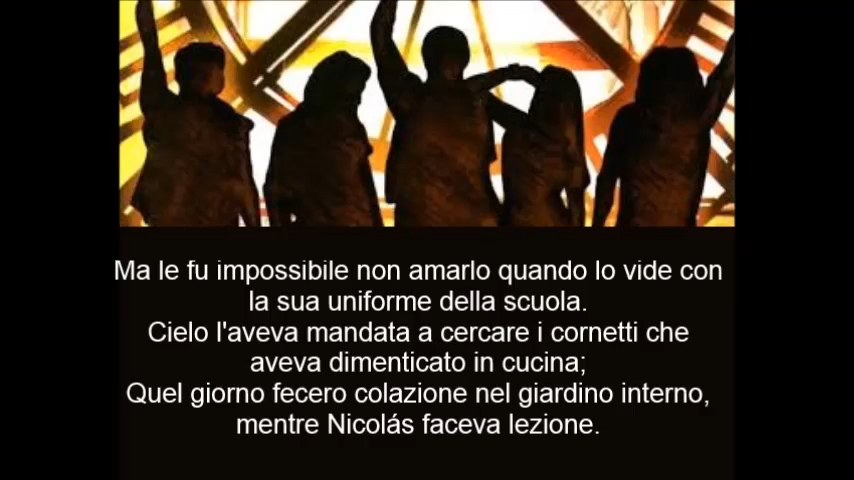 Ma le fu impossibile non amarlo quando lo vide con
la sua uniforme della scuola.
Cielo l'aveva mandata a cercare i cornetti che
aveva dimenticato in cucina;
Quel giorno fecero colazione nel giardino interno,
mentre Nicolás faceva lezione.